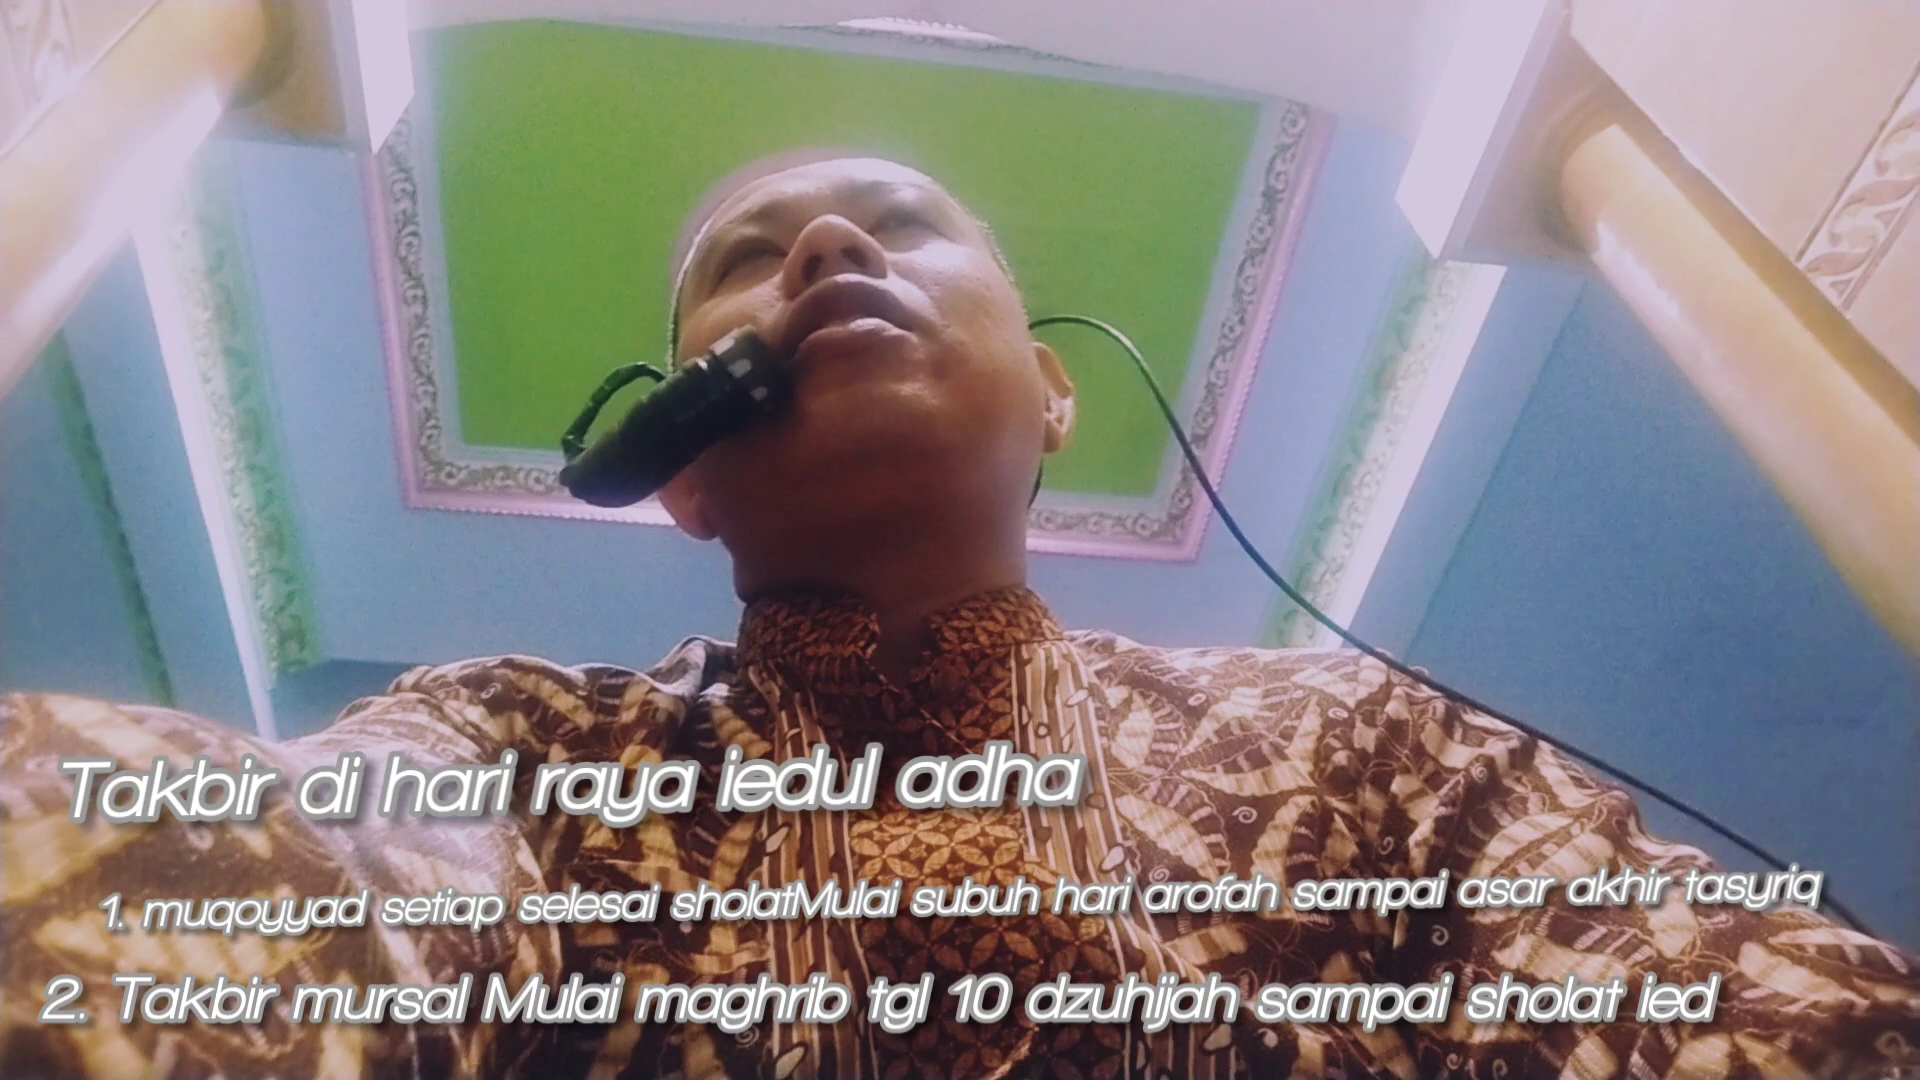 Takbir di hari raya iedul adha
1. muqoyyad setiap selesai sholatMulai subuh hari arofah sampai asar akhir tasyriq
2. Takbir mursal Mulai maghrib tgl 10 dzuhijah sampai sholat ied